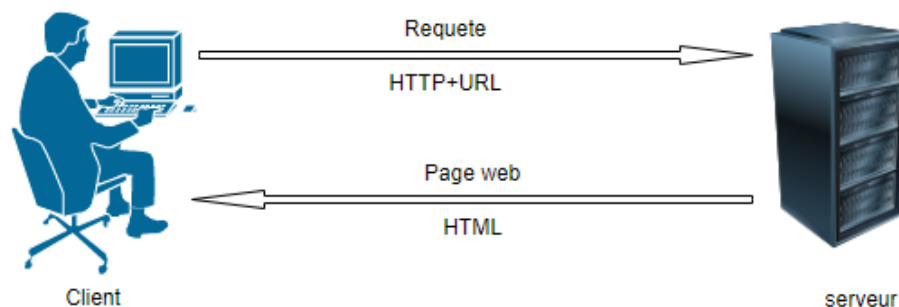 Requete
HTTP+URL
Page web
HTML
Client
serveur